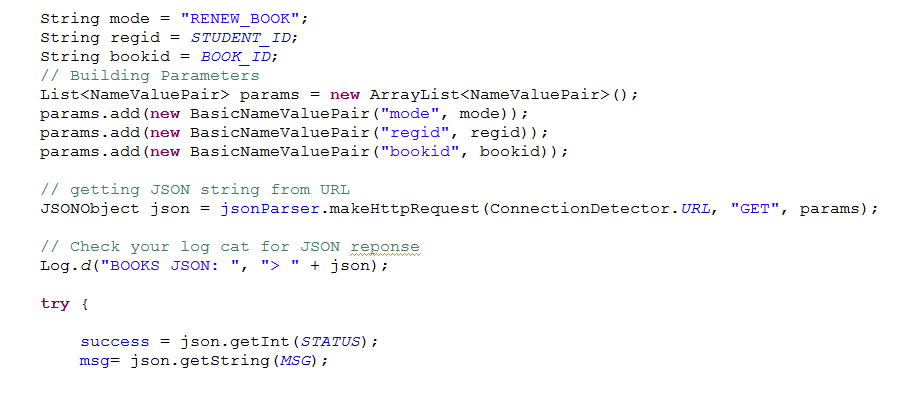 String mode = "RENEW_BOOK";
String regid = STUDENT_ID;
String bookid = BOOK_ID;
// Building Parameters
List<NameValuePair> params = new ArrayList<NameValuePair>();
params.add(new BasicNameValuePair("mode", mode));
params.add(new BasicNameValuePair("regid", regid));
params.add(new BasicNameValuePair("bookid", bookid));
// getting JSON string from URL
JSONObject json = jsonParser.makeHttpRequest(ConnectionDetector.URL, "GET", params);
// Check your log cat for JSON reponse
Log.d("BOOKS JSON: ", "> " + json);
try {
success = json.getInt(STATUS);
msg= json.getString(MSG);